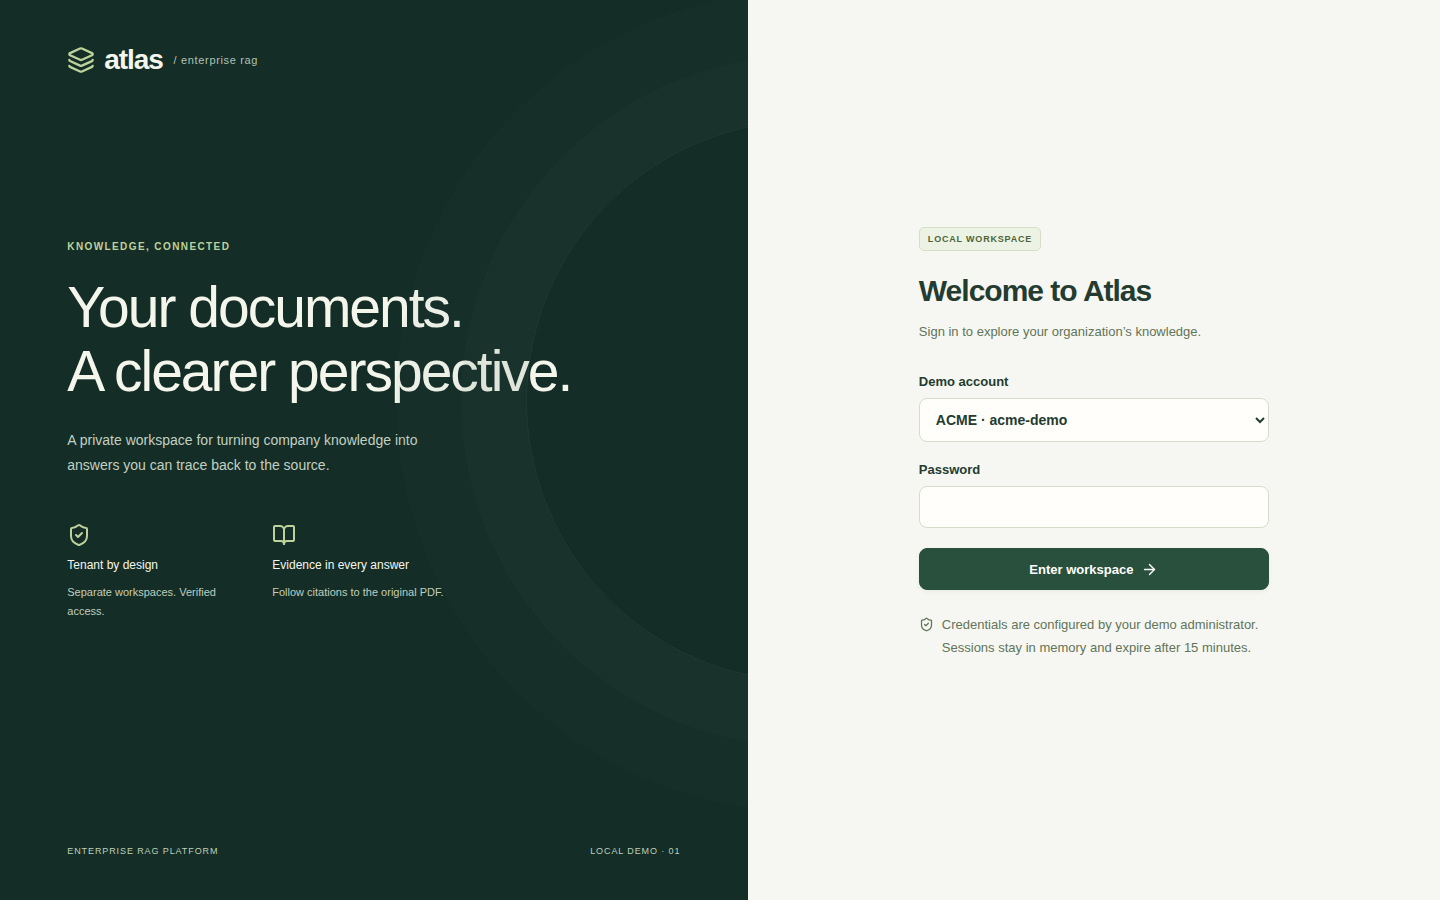 atlas / enterprise rag
KNOWLEDGE, CONNECTED
Your documents.
A clearer perspective.
A private workspace for turning company knowledge into
answers you can trace back to the source.
Tenant by design
Separate workspaces. Verified
access.
Evidence in every answer
Follow citations to the original PDF.
ENTERPRISE RAG PLATFORM
LOCAL DEMO · 01
LOCAL WORKSPACE
Welcome to Atlas
Sign in to explore your organization’s knowledge.
Demo account
ACME · acme-demo
Password
Enter workspace
Credentials are configured by your demo administrator.
Sessions stay in memory and expire after 15 minutes.